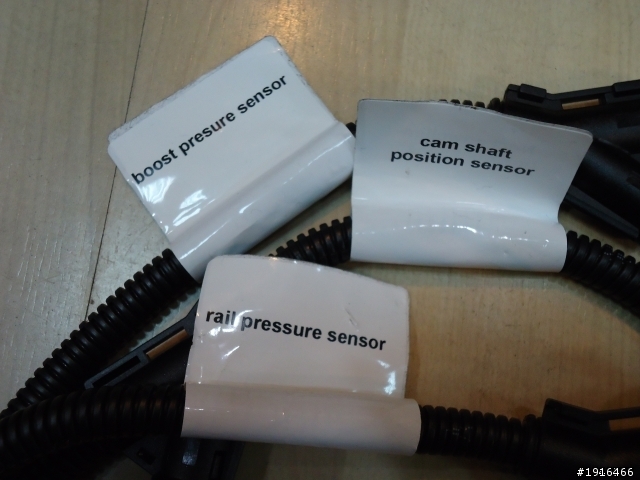 boost presure sensor
cam shaft
position sensor
rail pressure sensor
#1916466